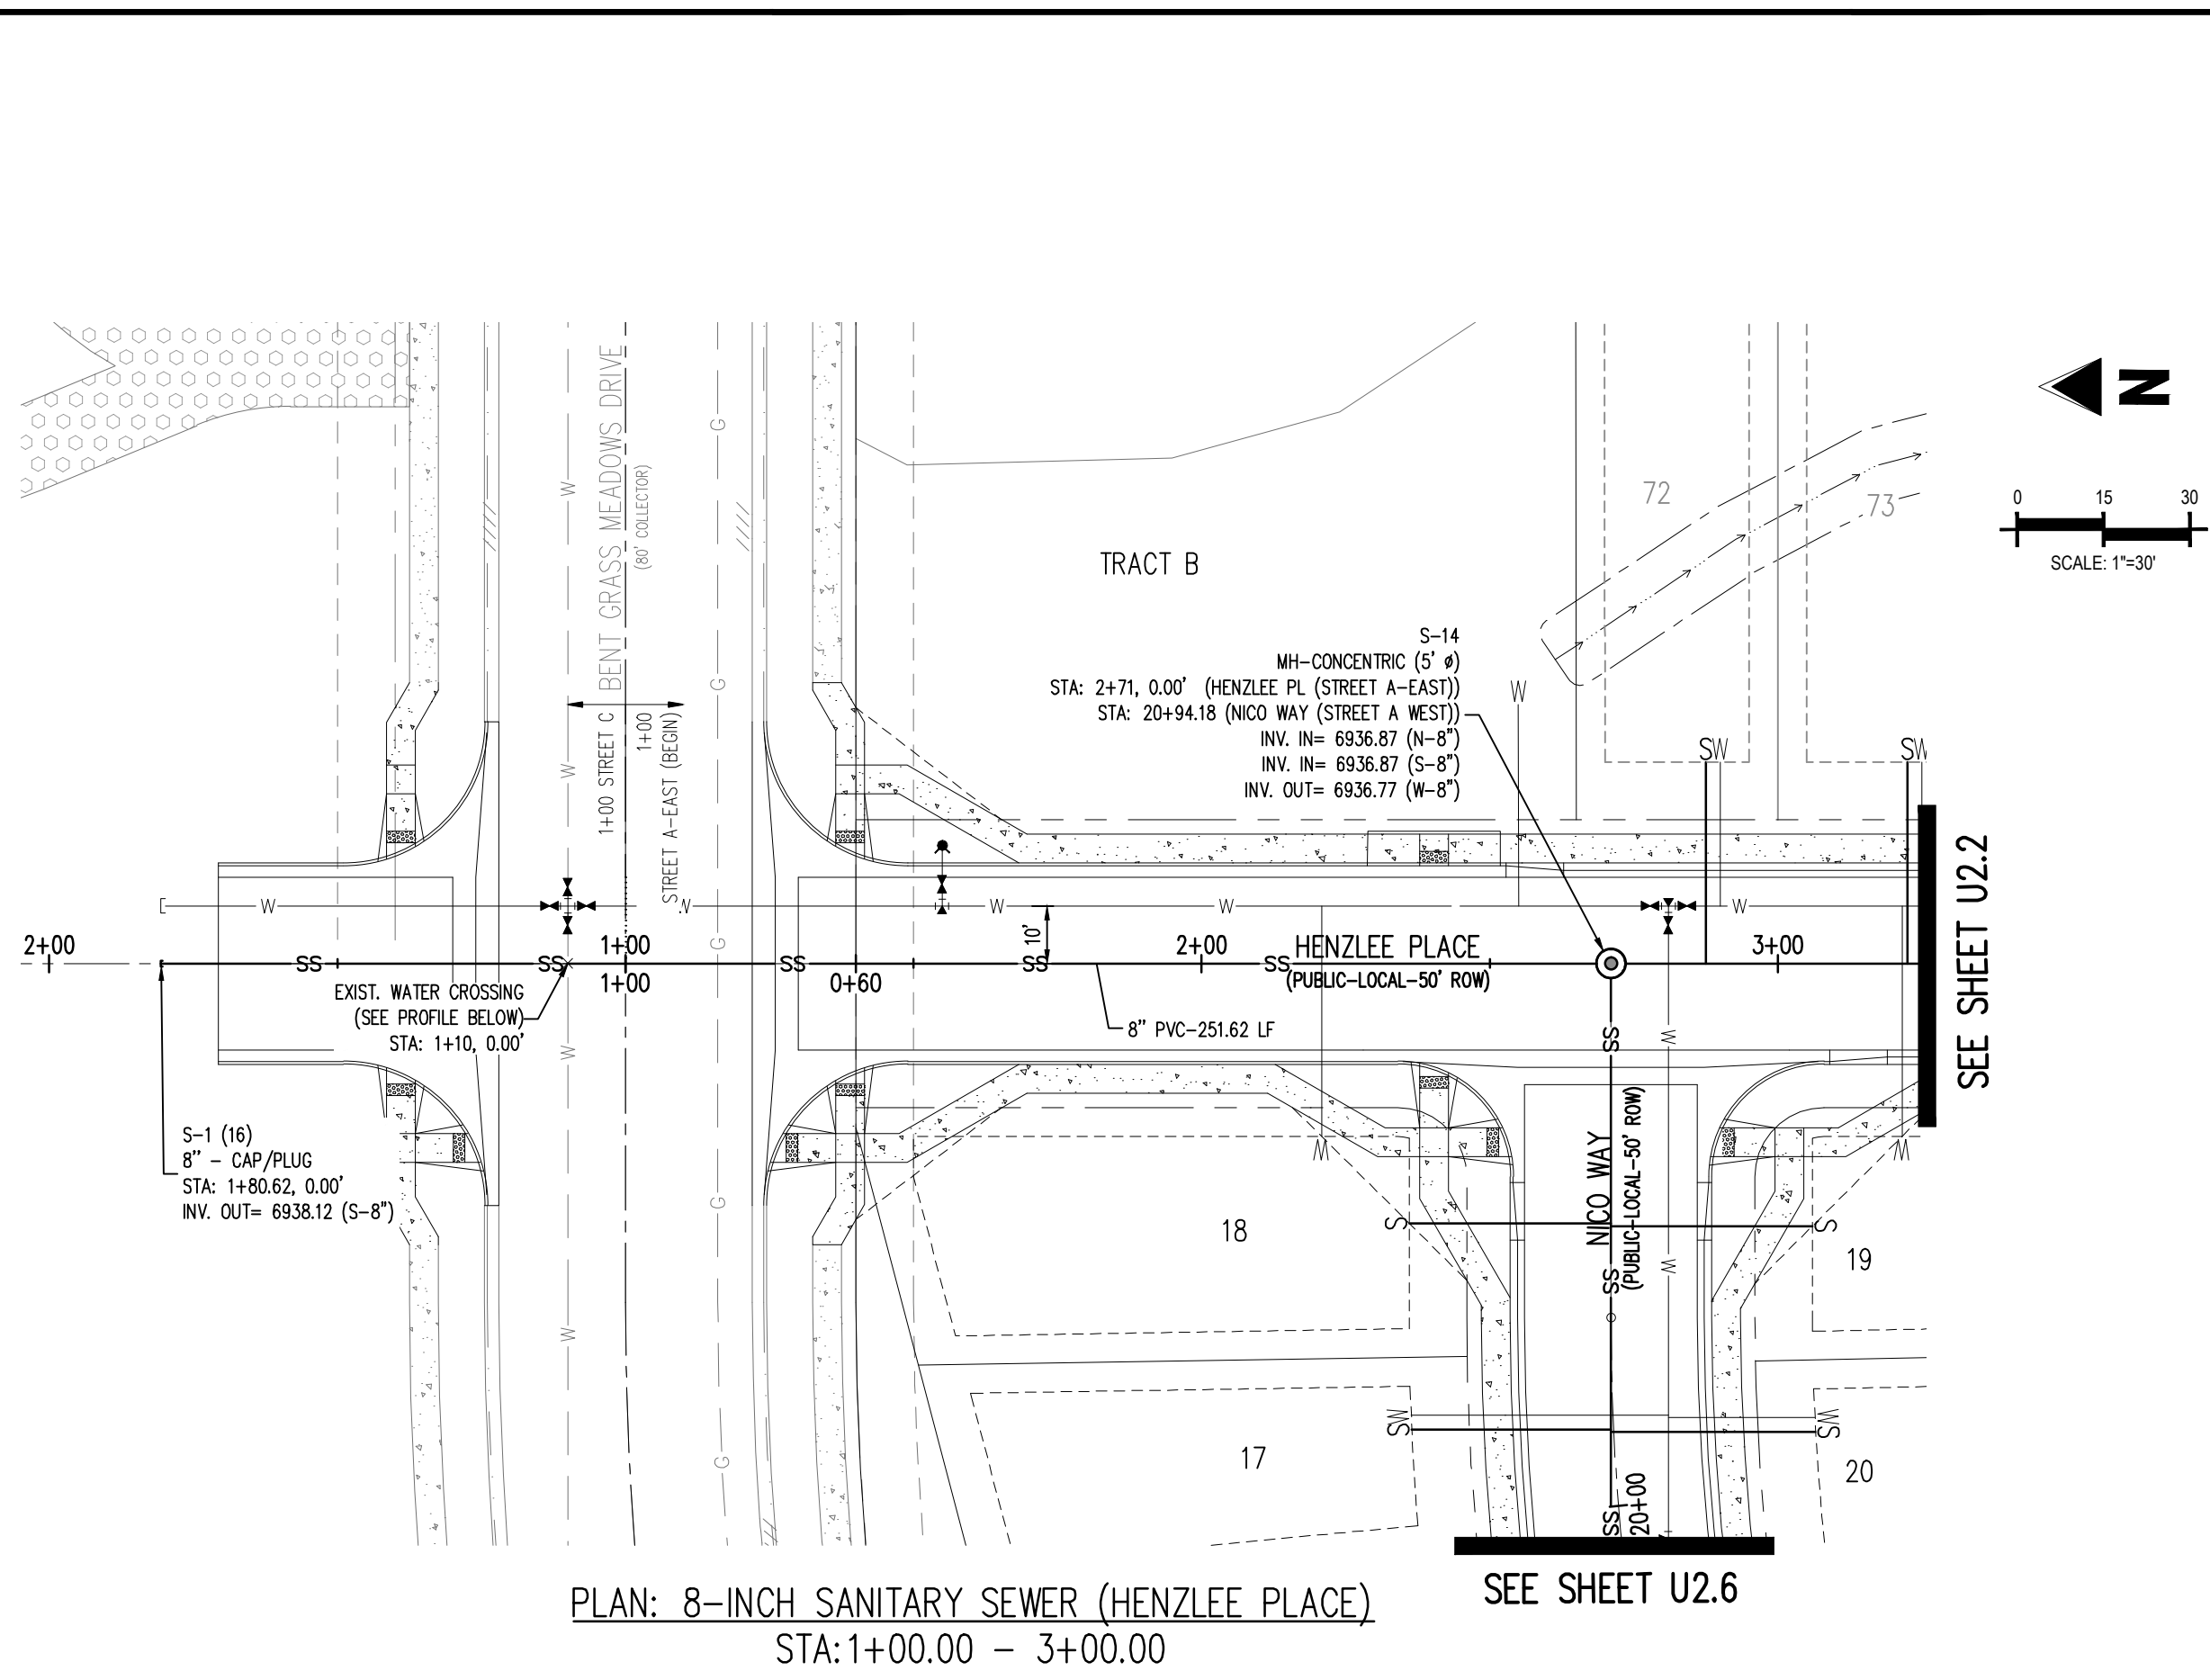 BENT GRASS MEADOWS DRIVE
(80' COLLECTOR)
1+00 STREET C
1+00
STREET A-EAST (BEGIN)
N
0 15 30
SCALE: 1"=30'
72
73
TRACT B
S-14
MH-CONCENTRIC (5' ø)
STA: 2+71, 0.00' (HENZLEE PL (STREET A-EAST))
STA: 20+94.18 (NICO WAY (STREET A WEST))
INV. IN= 6936.87 (N-8")
INV. IN= 6936.87 (S-8")
INV. OUT= 6936.77 (W-8")
W
W
W
W
G
G
G
G
G
SW
SW
W
W
W
W
W
10'
2+00
1+00
2+00
HENZLEE PLACE
3+00
SS
SS
SS
SS
SS
1+00
0+60
(PUBLIC-LOCAL-50' ROW)
EXIST. WATER CROSSING
(SEE PROFILE BELOW)
STA: 1+10, 0.00'
8" PVC-251.62 LF
SEE SHEET U2.2
S-1 (16)
8" - CAP/PLUG
STA: 1+80.62, 0.00'
INV. OUT= 6938.12 (S-8")
W
W
W
W
SS
W
NICO WAY
(PUBLIC-LOCAL-50' ROW)
18
S
S
19
SS
W
17
WS
WS
20
SS
20+00
PLAN: 8-INCH SANITARY SEWER (HENZLEE PLACE)
STA:1+00.00 - 3+00.00
SEE SHEET U2.6